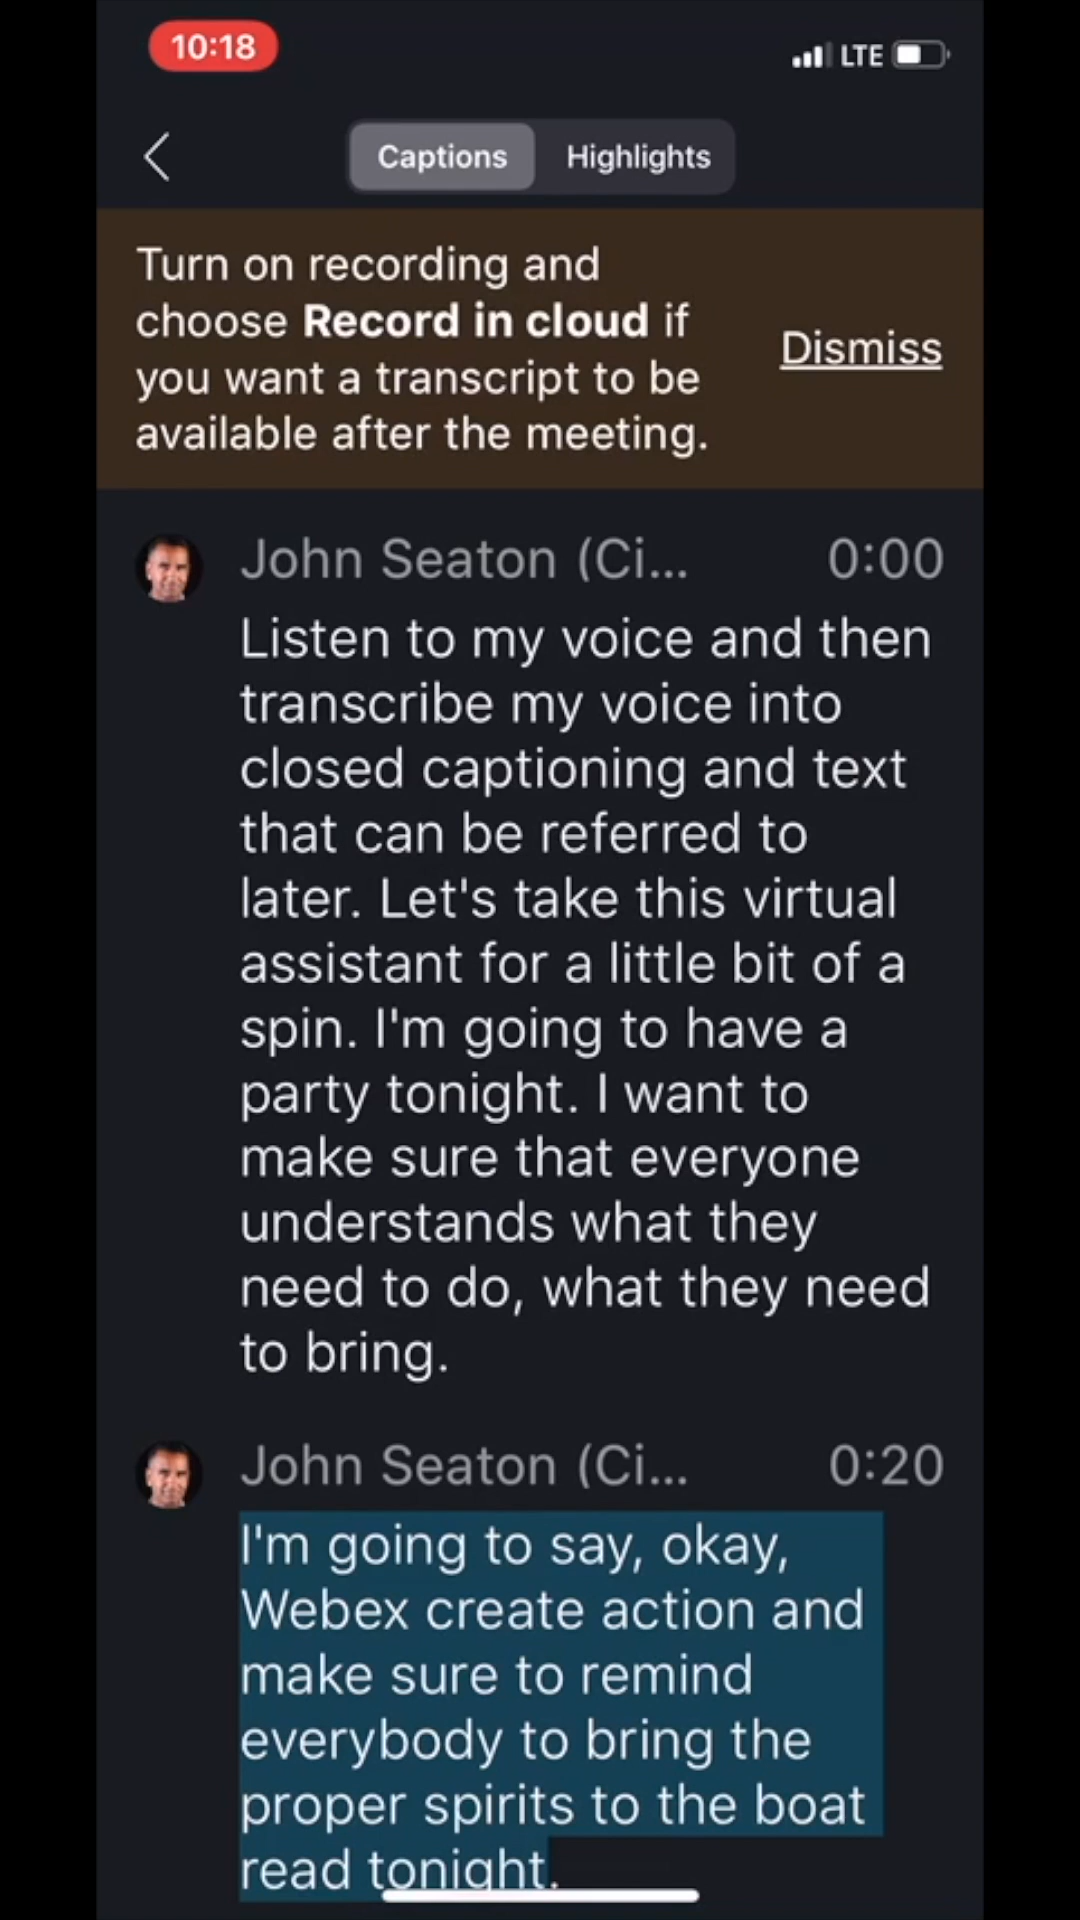 10:18
LTE
Captions
Highlights
Turn on recording and
choose Record in cloud if
you want a transcript to be
available after the meeting.
Dismiss
John Seaton (Ci... 0:00
Listen to my voice and then
transcribe my voice into
closed captioning and text
that can be referred to
later. Let's take this virtual
assistant for a little bit of a
spin. I'm going to have a
party tonight. I want to
make sure that everyone
understands what they
need to do, what they need
to bring.
John Seaton (Ci... 0:20
I'm going to say, okay,
Webex create action and
make sure to remind
everybody to bring the
proper spirits to the boat
read tonight.